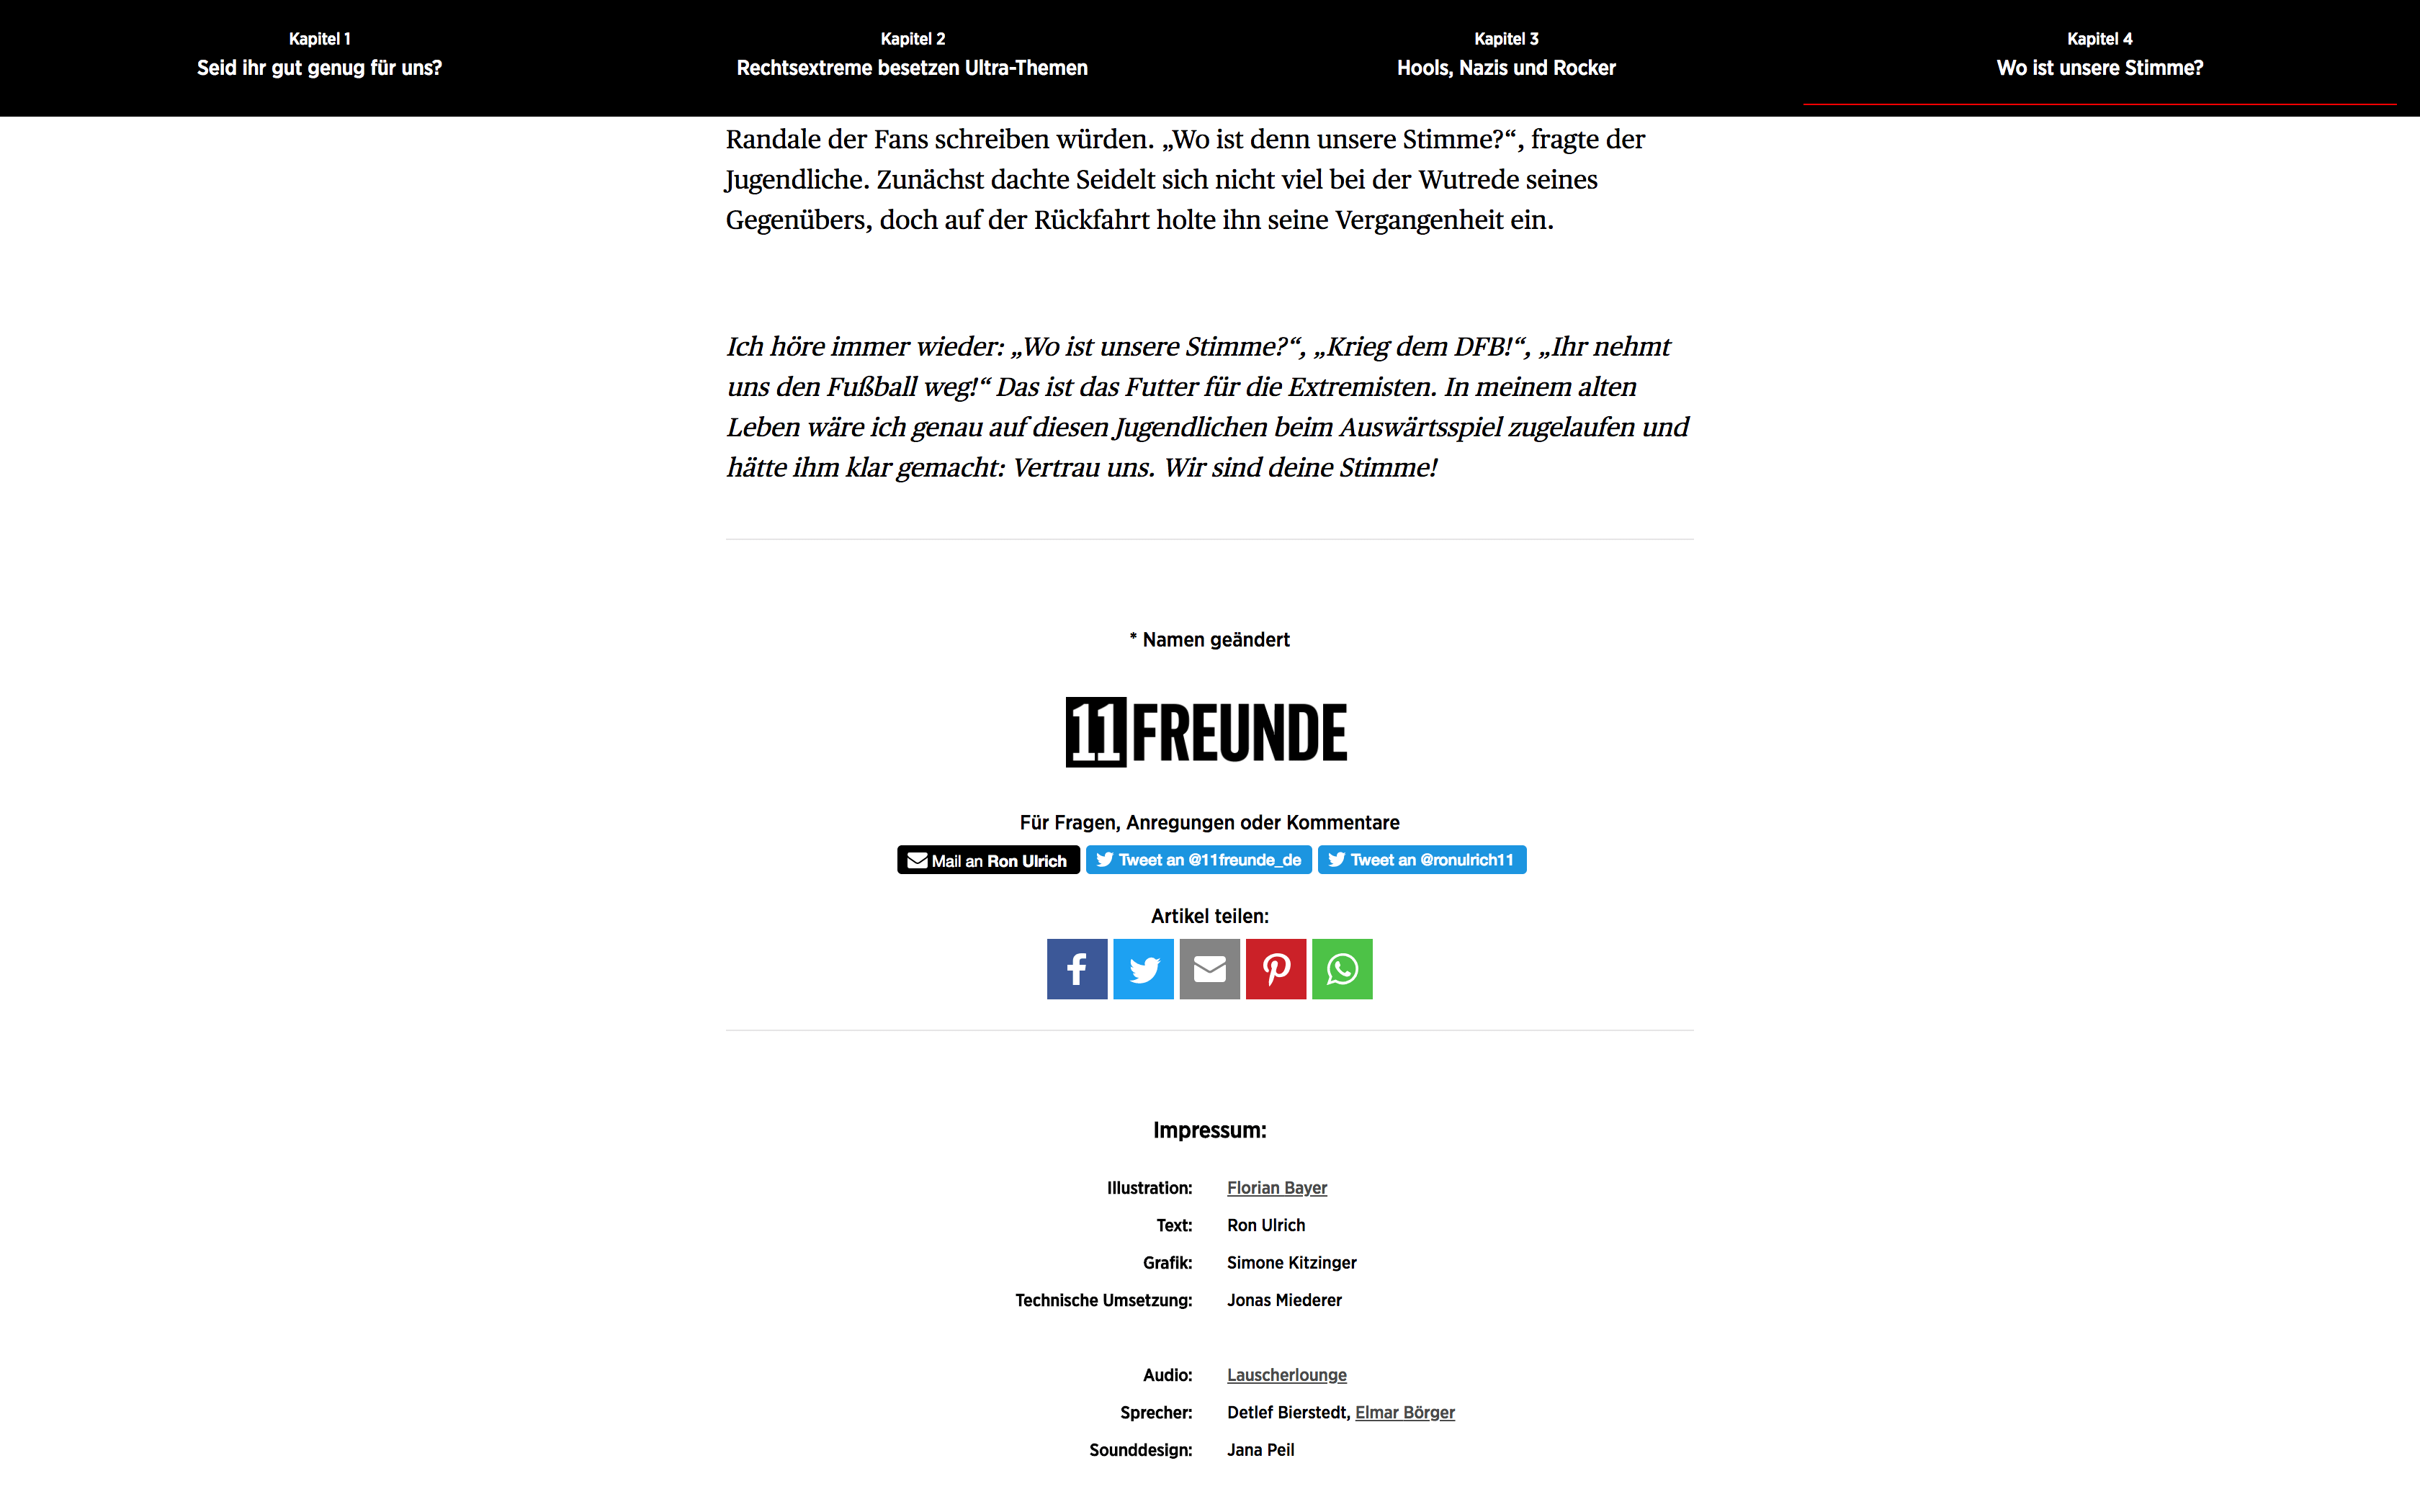 Kapitel 1
Seid ihr gut genug für uns?
Kapitel 2
Rechtsextreme besetzen Ultra-Themen
Kapitel 3
Hools, Nazis und Rocker
Kapitel 4
Wo ist unsere Stimme?
Randale der Fans schreiben würden. „Wo ist denn unsere Stimme?“, fragte der
Jugendliche. Zunächst dachte Seidelt sich nicht viel bei der Wutrede seines
Gegenübers, doch auf der Rückfahrt holte ihn seine Vergangenheit ein.
Ich höre immer wieder: „Wo ist unsere Stimme?“, „Krieg dem DFB!“, „Ihr nehmt
uns den Fußball weg!“ Das ist das Futter für die Extremisten. In meinem alten
Leben wäre ich genau auf diesen Jugendlichen beim Auswärtsspiel zugelaufen und
hätte ihm klar gemacht: Vertrau uns. Wir sind deine Stimme!
* Namen geändert
11FREUNDE
Für Fragen, Anregungen oder Kommentare
Mail an Ron Ulrich Tweet an @11freunde_de Tweet an @ronulrich11
Artikel teilen:
Impressum:
Illustration: Florian Bayer
Text: Ron Ulrich
Grafik: Simone Kitzinger
Technische Umsetzung: Jonas Miederer
Audio: Lauscherlounge
Sprecher: Detlef Bierstedt, Elmar Börger
Sounddesign: Jana Peil